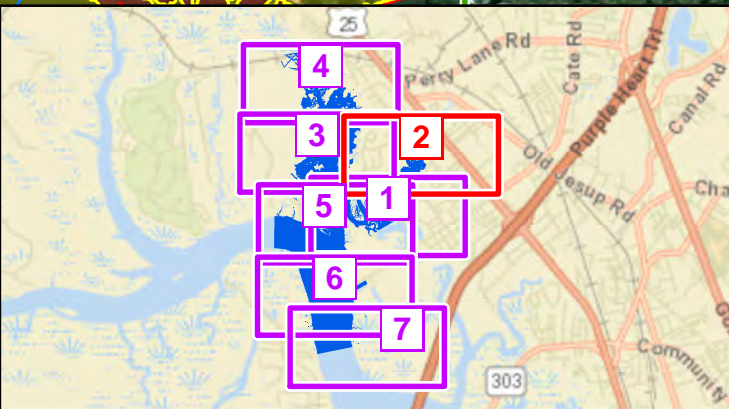 25
Perry Lane Rd
Cate Rd
Purple Heart Trl
Canal Rd
4
3
2
Old Jesup Rd
Cha
5
1
6
7
303
Community